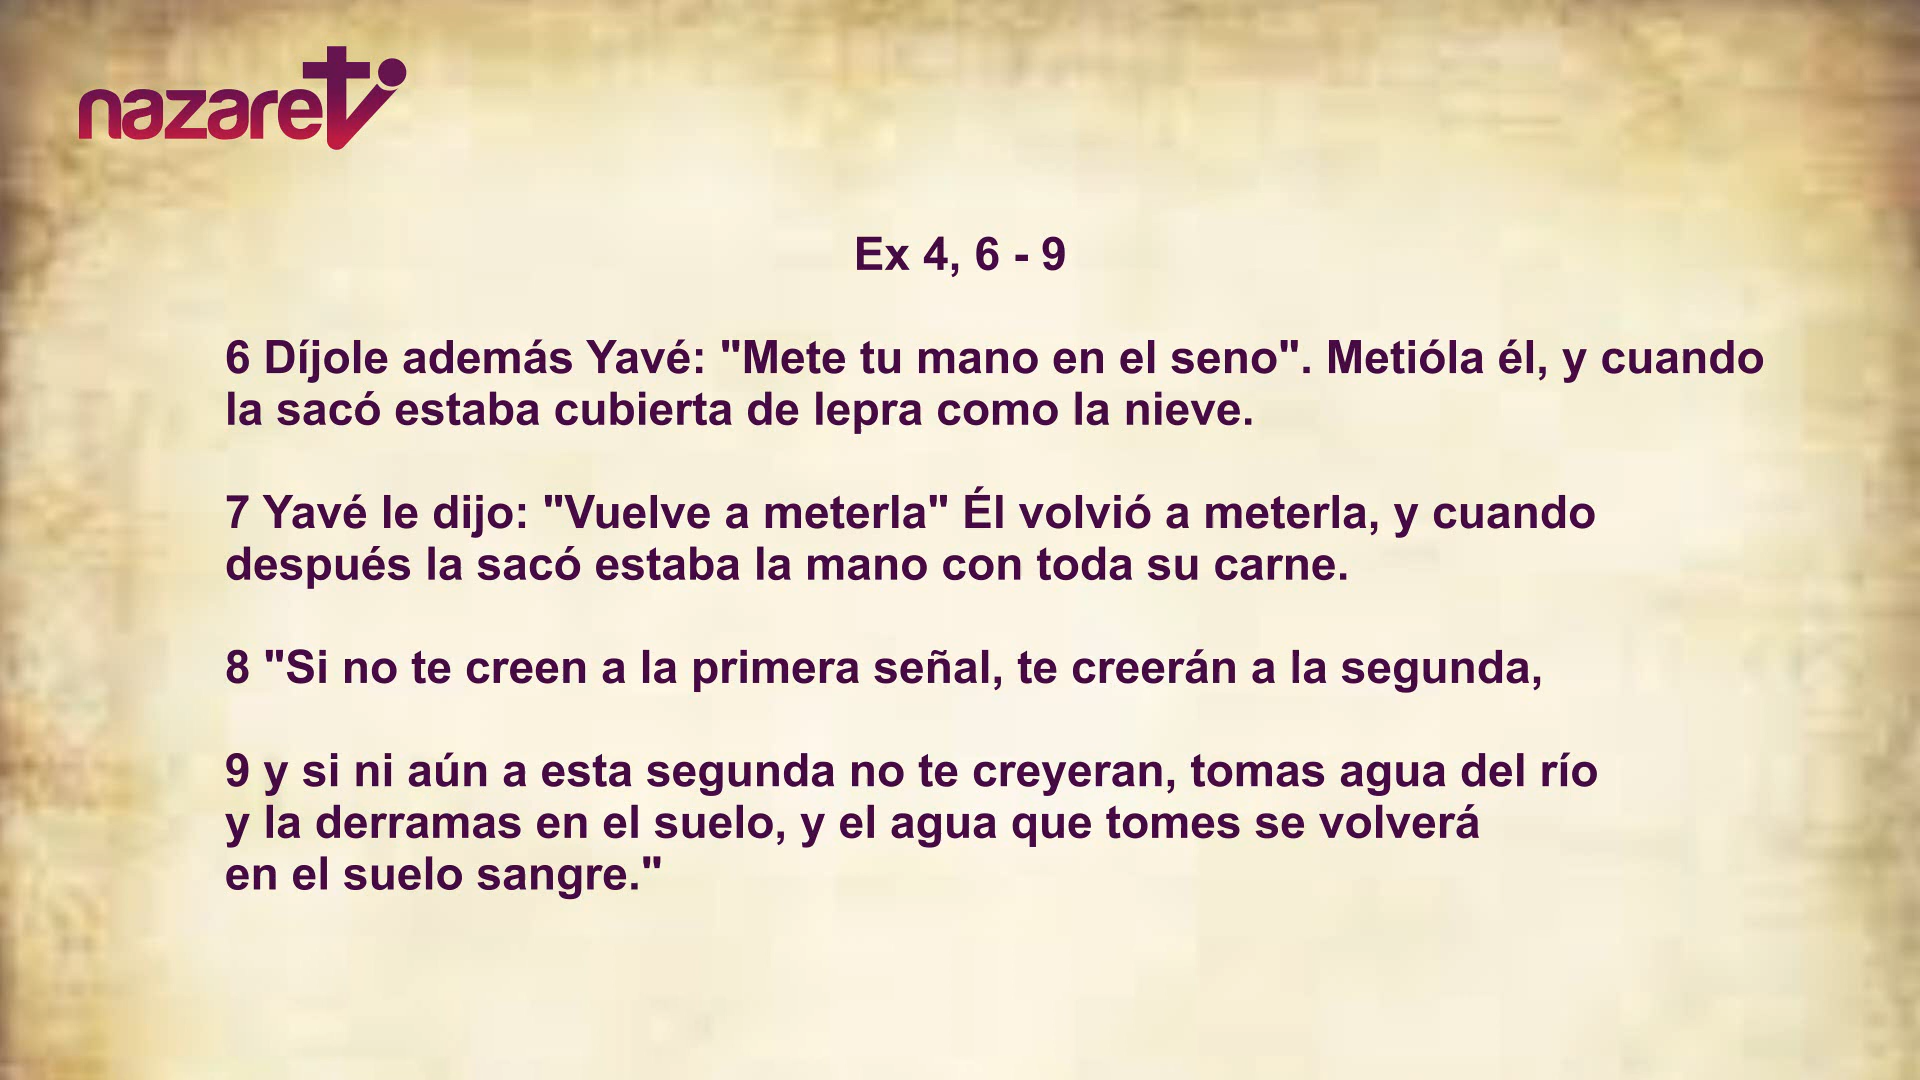 nazaretv
Ex 4, 6 - 9
6 Díjole además Yavé: "Mete tu mano en el seno". Metióla él, y cuando
la sacó estaba cubierta de lepra como la nieve.
7 Yavé le dijo: "Vuelve a meterla" Él volvió a meterla, y cuando
después la sacó estaba la mano con toda su carne.
8 "Si no te creen a la primera señal, te creerán a la segunda,
9 y si ni aún a esta segunda no te creyeran, tomas agua del río
y la derramas en el suelo, y el agua que tomes se volverá
en el suelo sangre."